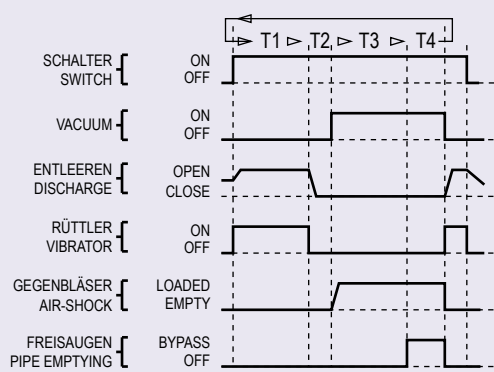 T1 T2 T3 T4
SCHALTER ON
SWITCH OFF
VACUUM ON
OFF
ENTLEEREN OPEN
DISCHARGE CLOSE
RÜTTLER ON
VIBRATOR OFF
GEGENBLÄSER LOADED
AIR-SHOCK EMPTY
FREISAUGEN BYPASS
PIPE EMPTYING OFF